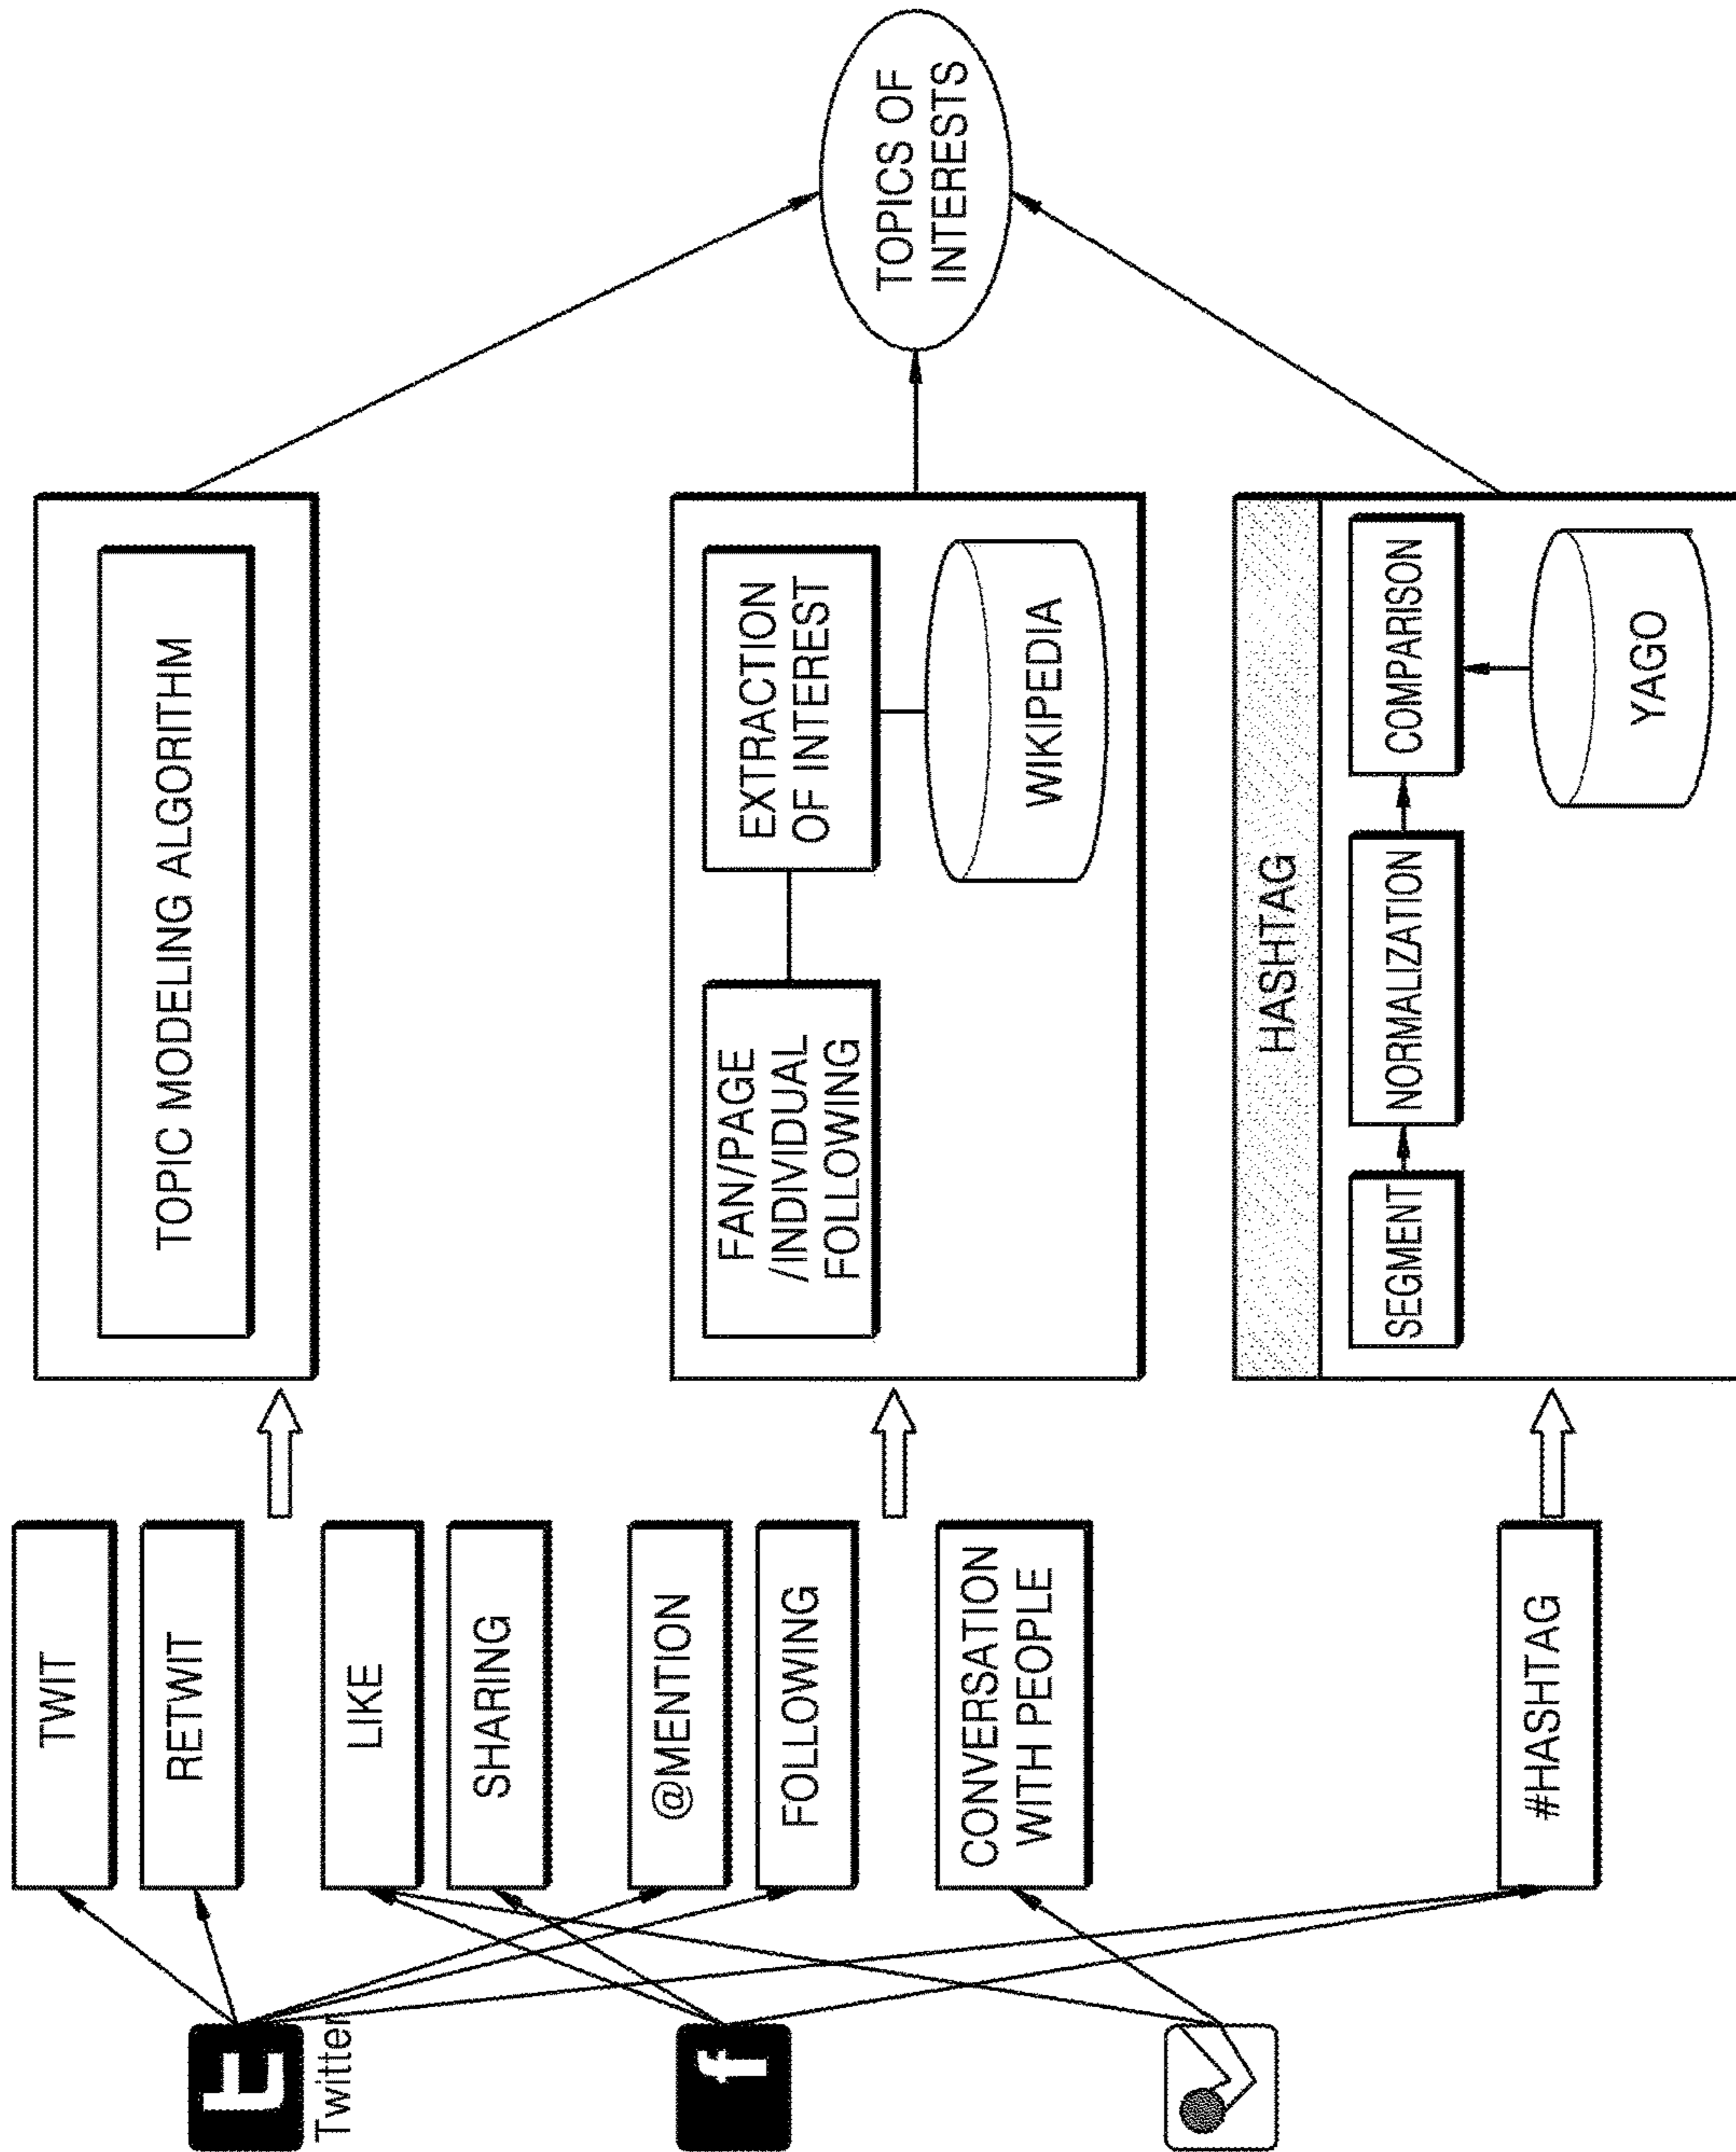 t
Twitter
f
TWIT
RETWIT
LIKE
SHARING
@MENTION
FOLLOWING
CONVERSATION
WITH PEOPLE
#HASHTAG
TOPIC MODELING ALGORITHM
FAN/PAGE
/INDIVIDUAL
FOLLOWING
EXTRACTION
OF INTEREST
WIKIPEDIA
HASHTAG
SEGMENT
NORMALIZATION
COMPARISON
YAGO
TOPICS OF
INTERESTS